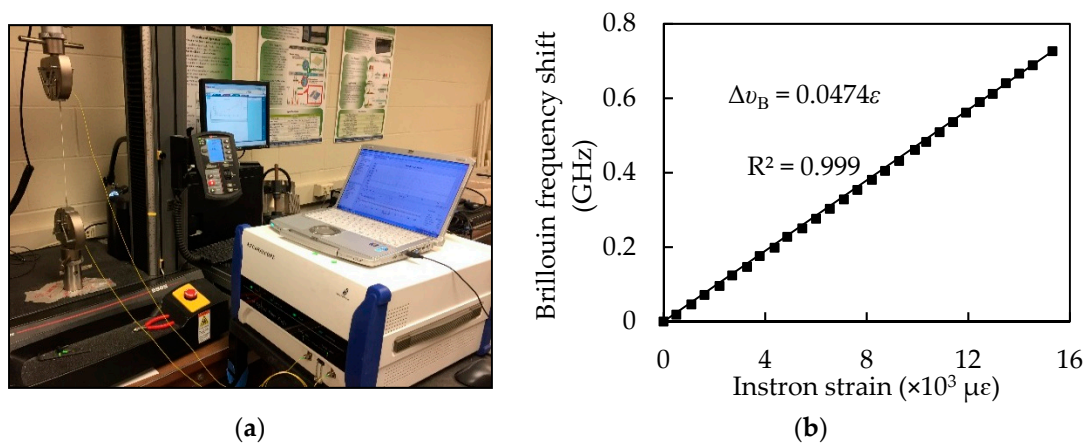 0.8
0.6
0.4
0.2
0
0
4
8
12
16
Brillouin frequency shift
(GHz)
Δυ_B = 0.0474ε
R² = 0.999
Instron strain (×10³ με)
(a)
(b)